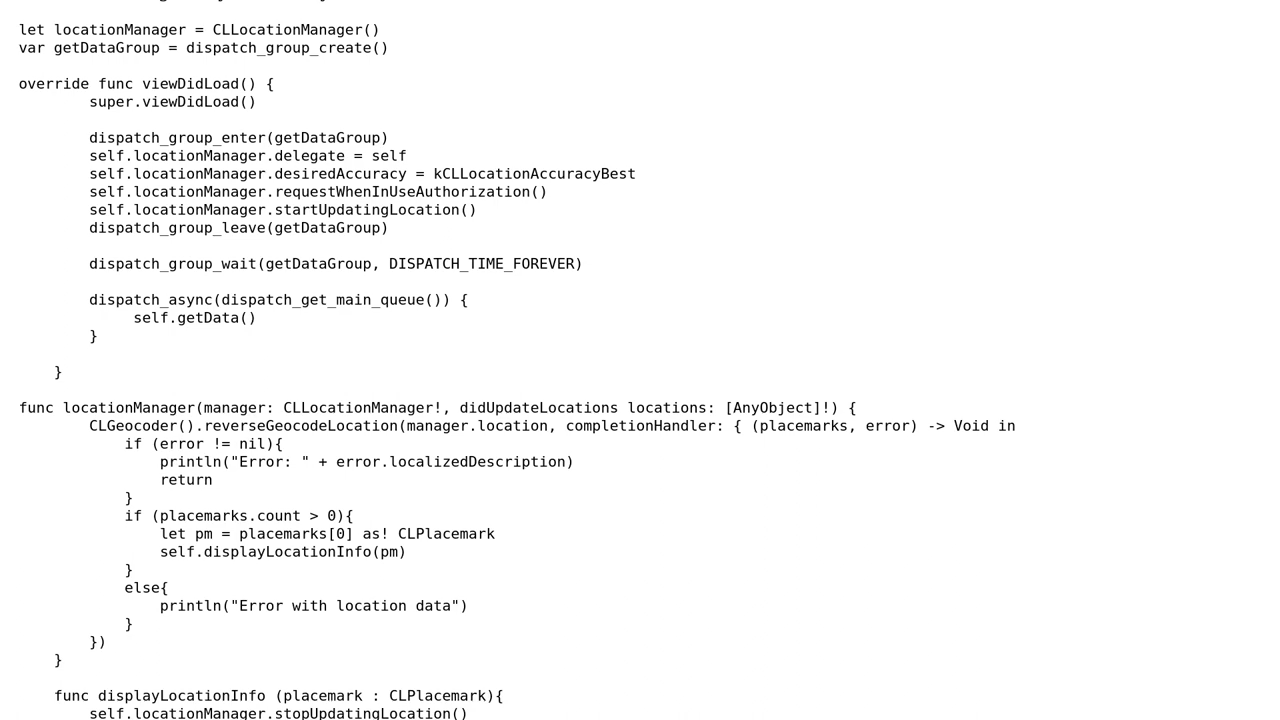 let locationManager = CLLocationManager()
var getDataGroup = dispatch_group_create()
override func viewDidLoad() {
super.viewDidLoad()
dispatch_group_enter(getDataGroup)
self.locationManager.delegate = self
self.locationManager.desiredAccuracy = kCLLocationAccuracyBest
self.locationManager.requestWhenInUseAuthorization()
self.locationManager.startUpdatingLocation()
dispatch_group_leave(getDataGroup)
dispatch_group_wait(getDataGroup, DISPATCH_TIME_FOREVER)
dispatch_async(dispatch_get_main_queue()) {
self.getData()
}
}
func locationManager(manager: CLLocationManager!, didUpdateLocations locations: [AnyObject]!) {
CLGeocoder().reverseGeocodeLocation(manager.location, completionHandler: { (placemarks, error) -> Void in
if (error != nil){
println("Error: " + error.localizedDescription)
return
}
if (placemarks.count > 0){
let pm = placemarks[0] as! CLPlacemark
self.displayLocationInfo(pm)
}
else{
println("Error with location data")
}
})
}
func displayLocationInfo (placemark : CLPlacemark){
self.locationManager.stopUpdatingLocation()